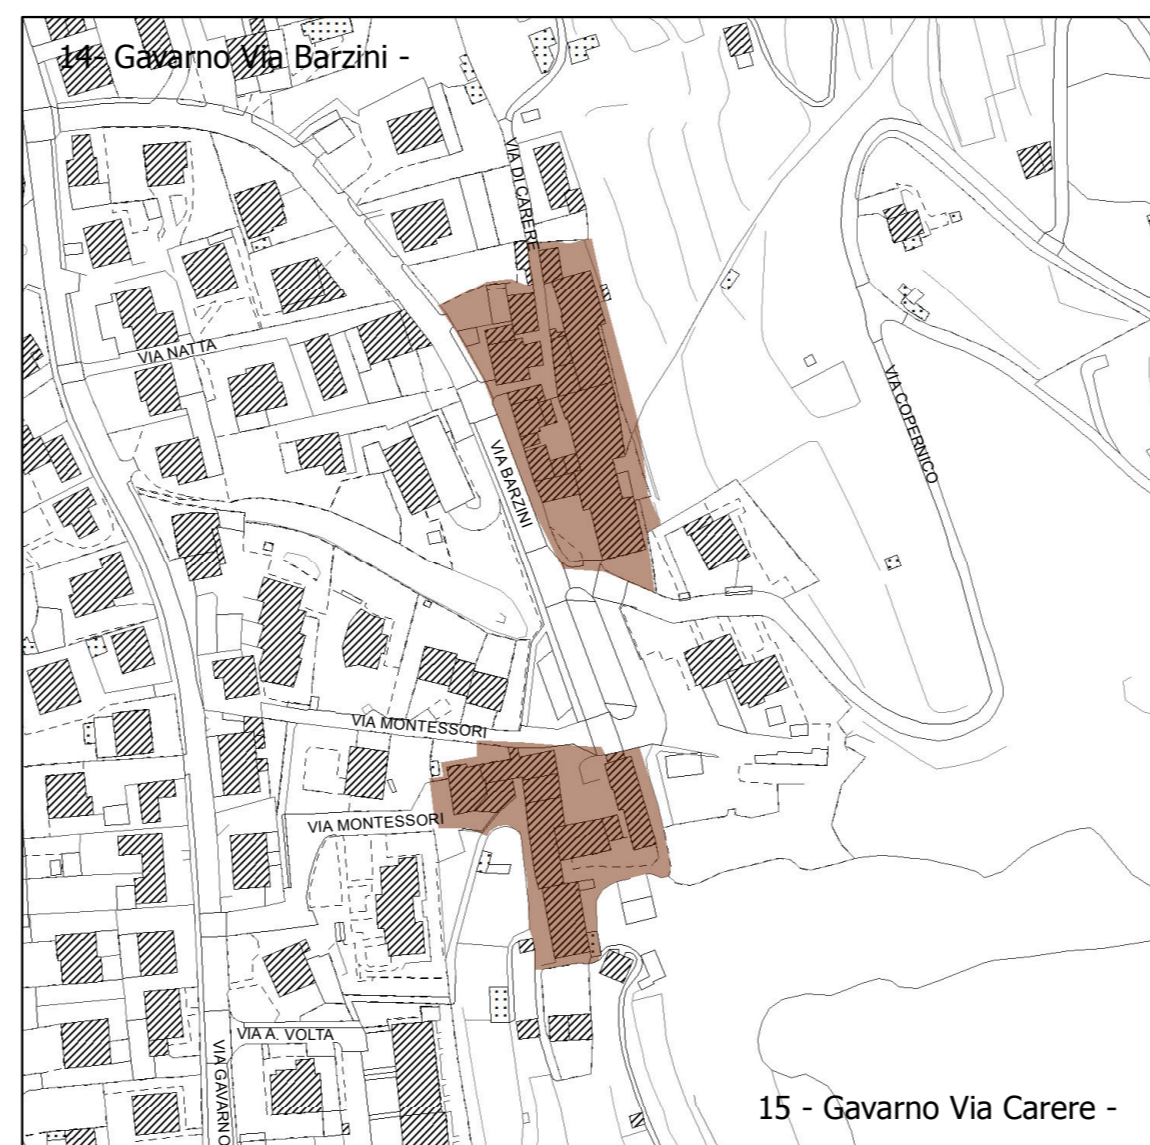 14- Gavarno Via Barzini -
VIA DI CARERE
VIA NATTA
VIA COPERNICO
VIA BARZINI
VIA MONTESSORI
VIA MONTESSORI
VIA A. VOLTA
VIA GAVARNO
15 - Gavarno Via Carere -